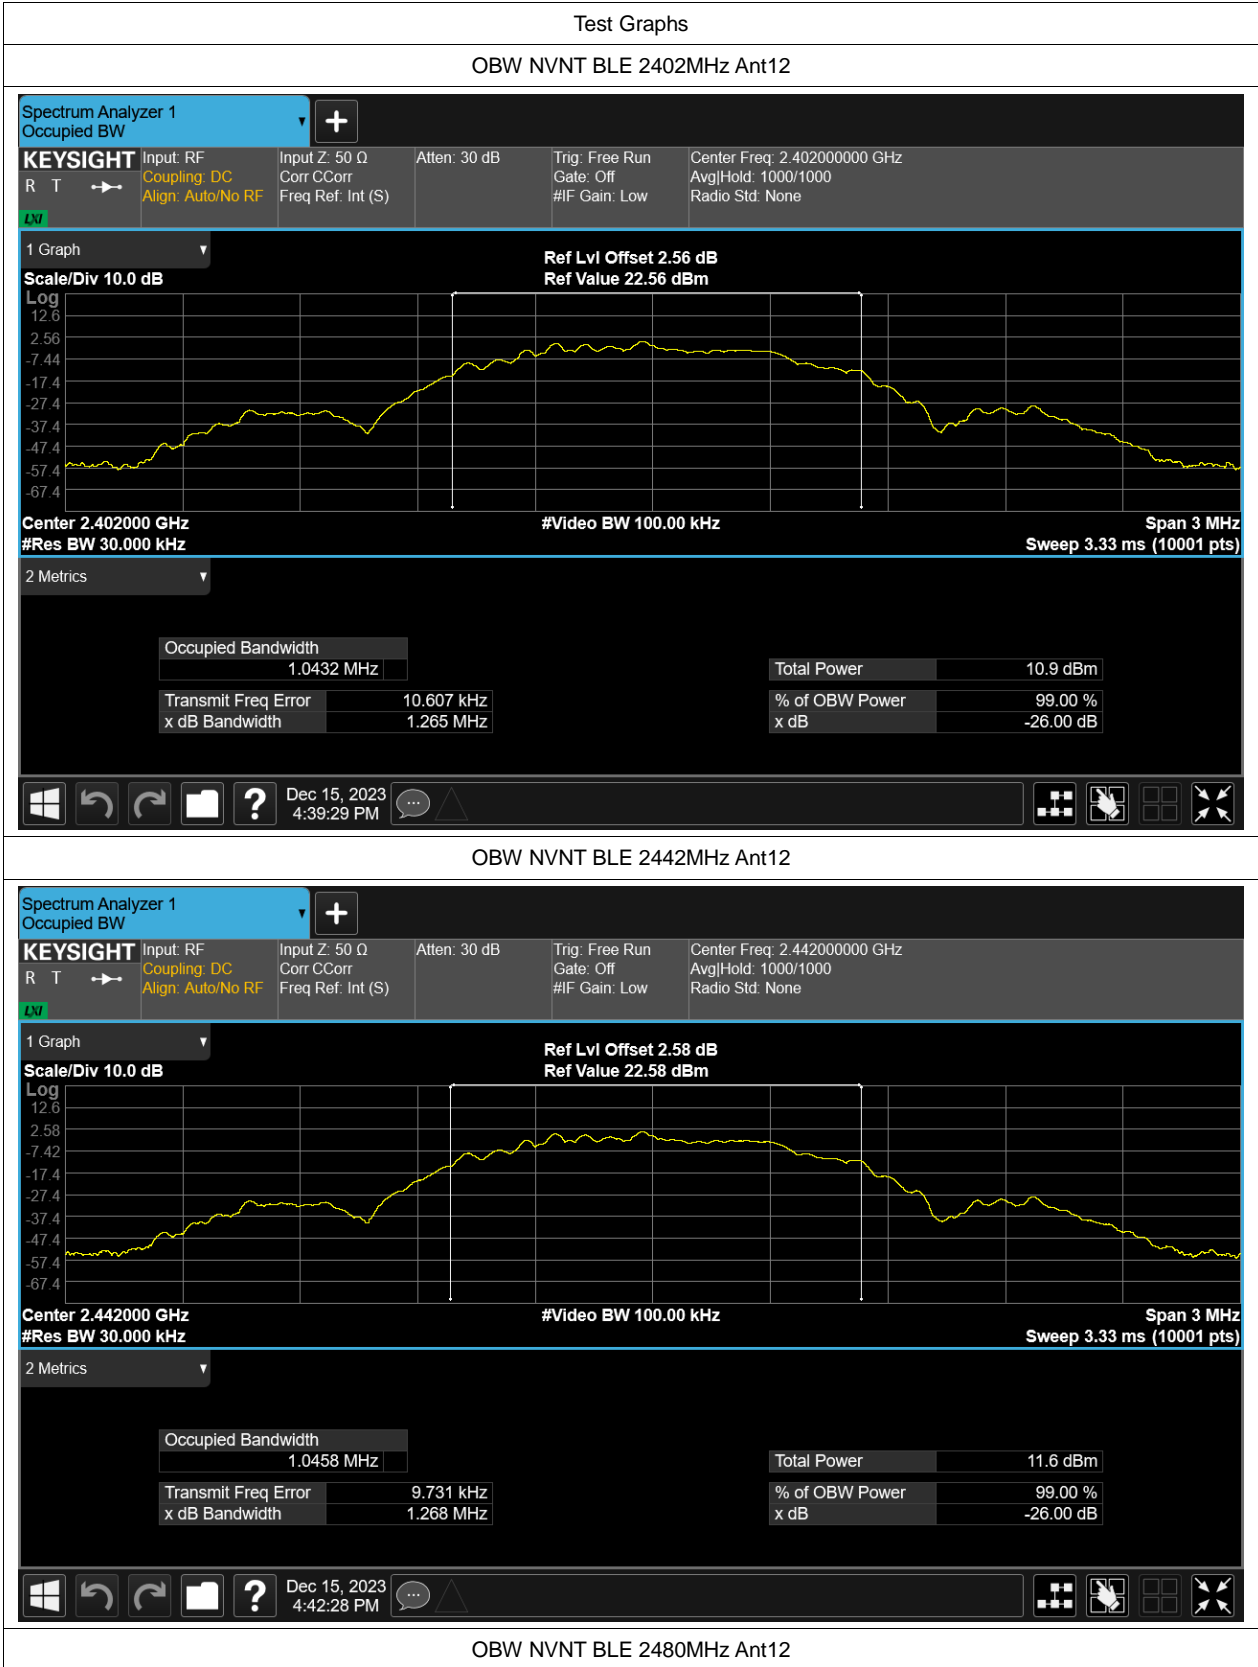 Test Graphs
OBW NVNT BLE 2402MHz Ant12
Spectrum Analyzer 1
Occupied BW
KEYSIGHT
R T
LXI
Input: RF
Coupling: DC
Align: Auto/No RF
Input Z: 50 Ω
Corr CCorr
Freq Ref: Int (S)
Atten: 30 dB
Trig: Free Run
Gate: Off
#IF Gain: Low
Center Freq: 2.402000000 GHz
Avg|Hold: 1000/1000
Radio Std: None
1 Graph
Scale/Div 10.0 dB
Ref Lvl Offset 2.56 dB
Ref Value 22.56 dBm
Log
12.6
2.56
-7.44
-17.4
-27.4
-37.4
-47.4
-57.4
-67.4
Center 2.402000 GHz
#Res BW 30.000 kHz
#Video BW 100.00 kHz
Span 3 MHz
Sweep 3.33 ms (10001 pts)
2 Metrics
Occupied Bandwidth
1.0432 MHz
Transmit Freq Error 10.607 kHz
x dB Bandwidth 1.265 MHz
Total Power 10.9 dBm
% of OBW Power 99.00 %
x dB -26.00 dB
?
Dec 15, 2023
4:39:29 PM
OBW NVNT BLE 2442MHz Ant12
Spectrum Analyzer 1
Occupied BW
KEYSIGHT
R T
LXI
Input: RF
Coupling: DC
Align: Auto/No RF
Input Z: 50 Ω
Corr CCorr
Freq Ref: Int (S)
Atten: 30 dB
Trig: Free Run
Gate: Off
#IF Gain: Low
Center Freq: 2.442000000 GHz
Avg|Hold: 1000/1000
Radio Std: None
1 Graph
Scale/Div 10.0 dB
Ref Lvl Offset 2.58 dB
Ref Value 22.58 dBm
Log
12.6
2.58
-7.42
-17.4
-27.4
-37.4
-47.4
-57.4
-67.4
Center 2.442000 GHz
#Res BW 30.000 kHz
#Video BW 100.00 kHz
Span 3 MHz
Sweep 3.33 ms (10001 pts)
2 Metrics
Occupied Bandwidth
1.0458 MHz
Transmit Freq Error 9.731 kHz
x dB Bandwidth 1.268 MHz
Total Power 11.6 dBm
% of OBW Power 99.00 %
x dB -26.00 dB
?
Dec 15, 2023
4:42:28 PM
OBW NVNT BLE 2480MHz Ant12